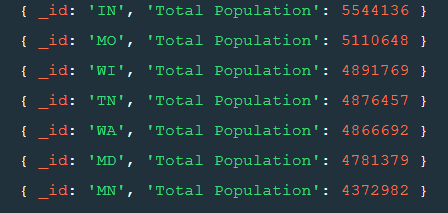 { _id: 'IN', 'Total Population': 5544136 }
{ _id: 'MO', 'Total Population': 5110648 }
{ _id: 'WI', 'Total Population': 4891769 }
{ _id: 'TN', 'Total Population': 4876457 }
{ _id: 'WA', 'Total Population': 4866692 }
{ _id: 'MD', 'Total Population': 4781379 }
{ _id: 'MN', 'Total Population': 4372982 }